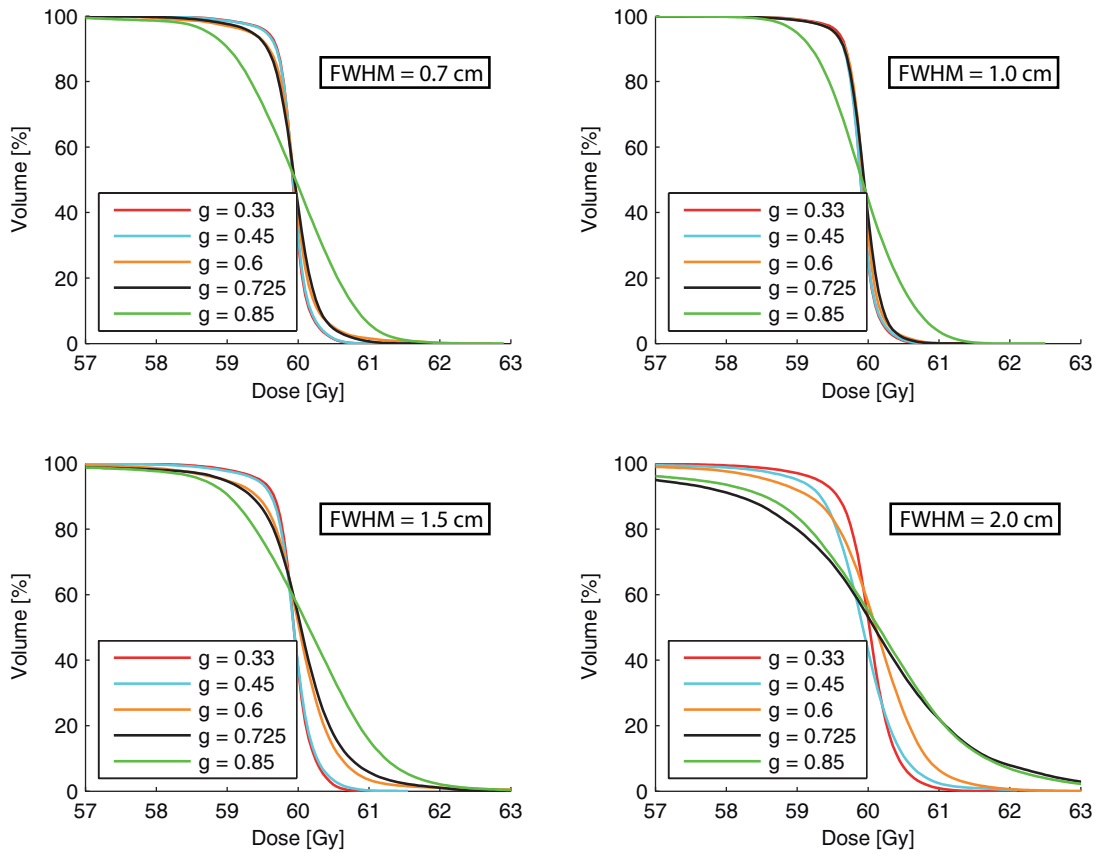 100
80
60
40
20
0
Volume [%]
FWHM = 0.7 cm
g = 0.33
g = 0.45
g = 0.6
g = 0.725
g = 0.85
57 58 59 60 61 62 63
Dose [Gy]
100
80
60
40
20
0
Volume [%]
FWHM = 1.0 cm
g = 0.33
g = 0.45
g = 0.6
g = 0.725
g = 0.85
57 58 59 60 61 62 63
Dose [Gy]
100
80
60
40
20
0
Volume [%]
FWHM = 1.5 cm
g = 0.33
g = 0.45
g = 0.6
g = 0.725
g = 0.85
57 58 59 60 61 62 63
Dose [Gy]
100
80
60
40
20
0
Volume [%]
FWHM = 2.0 cm
g = 0.33
g = 0.45
g = 0.6
g = 0.725
g = 0.85
57 58 59 60 61 62 63
Dose [Gy]